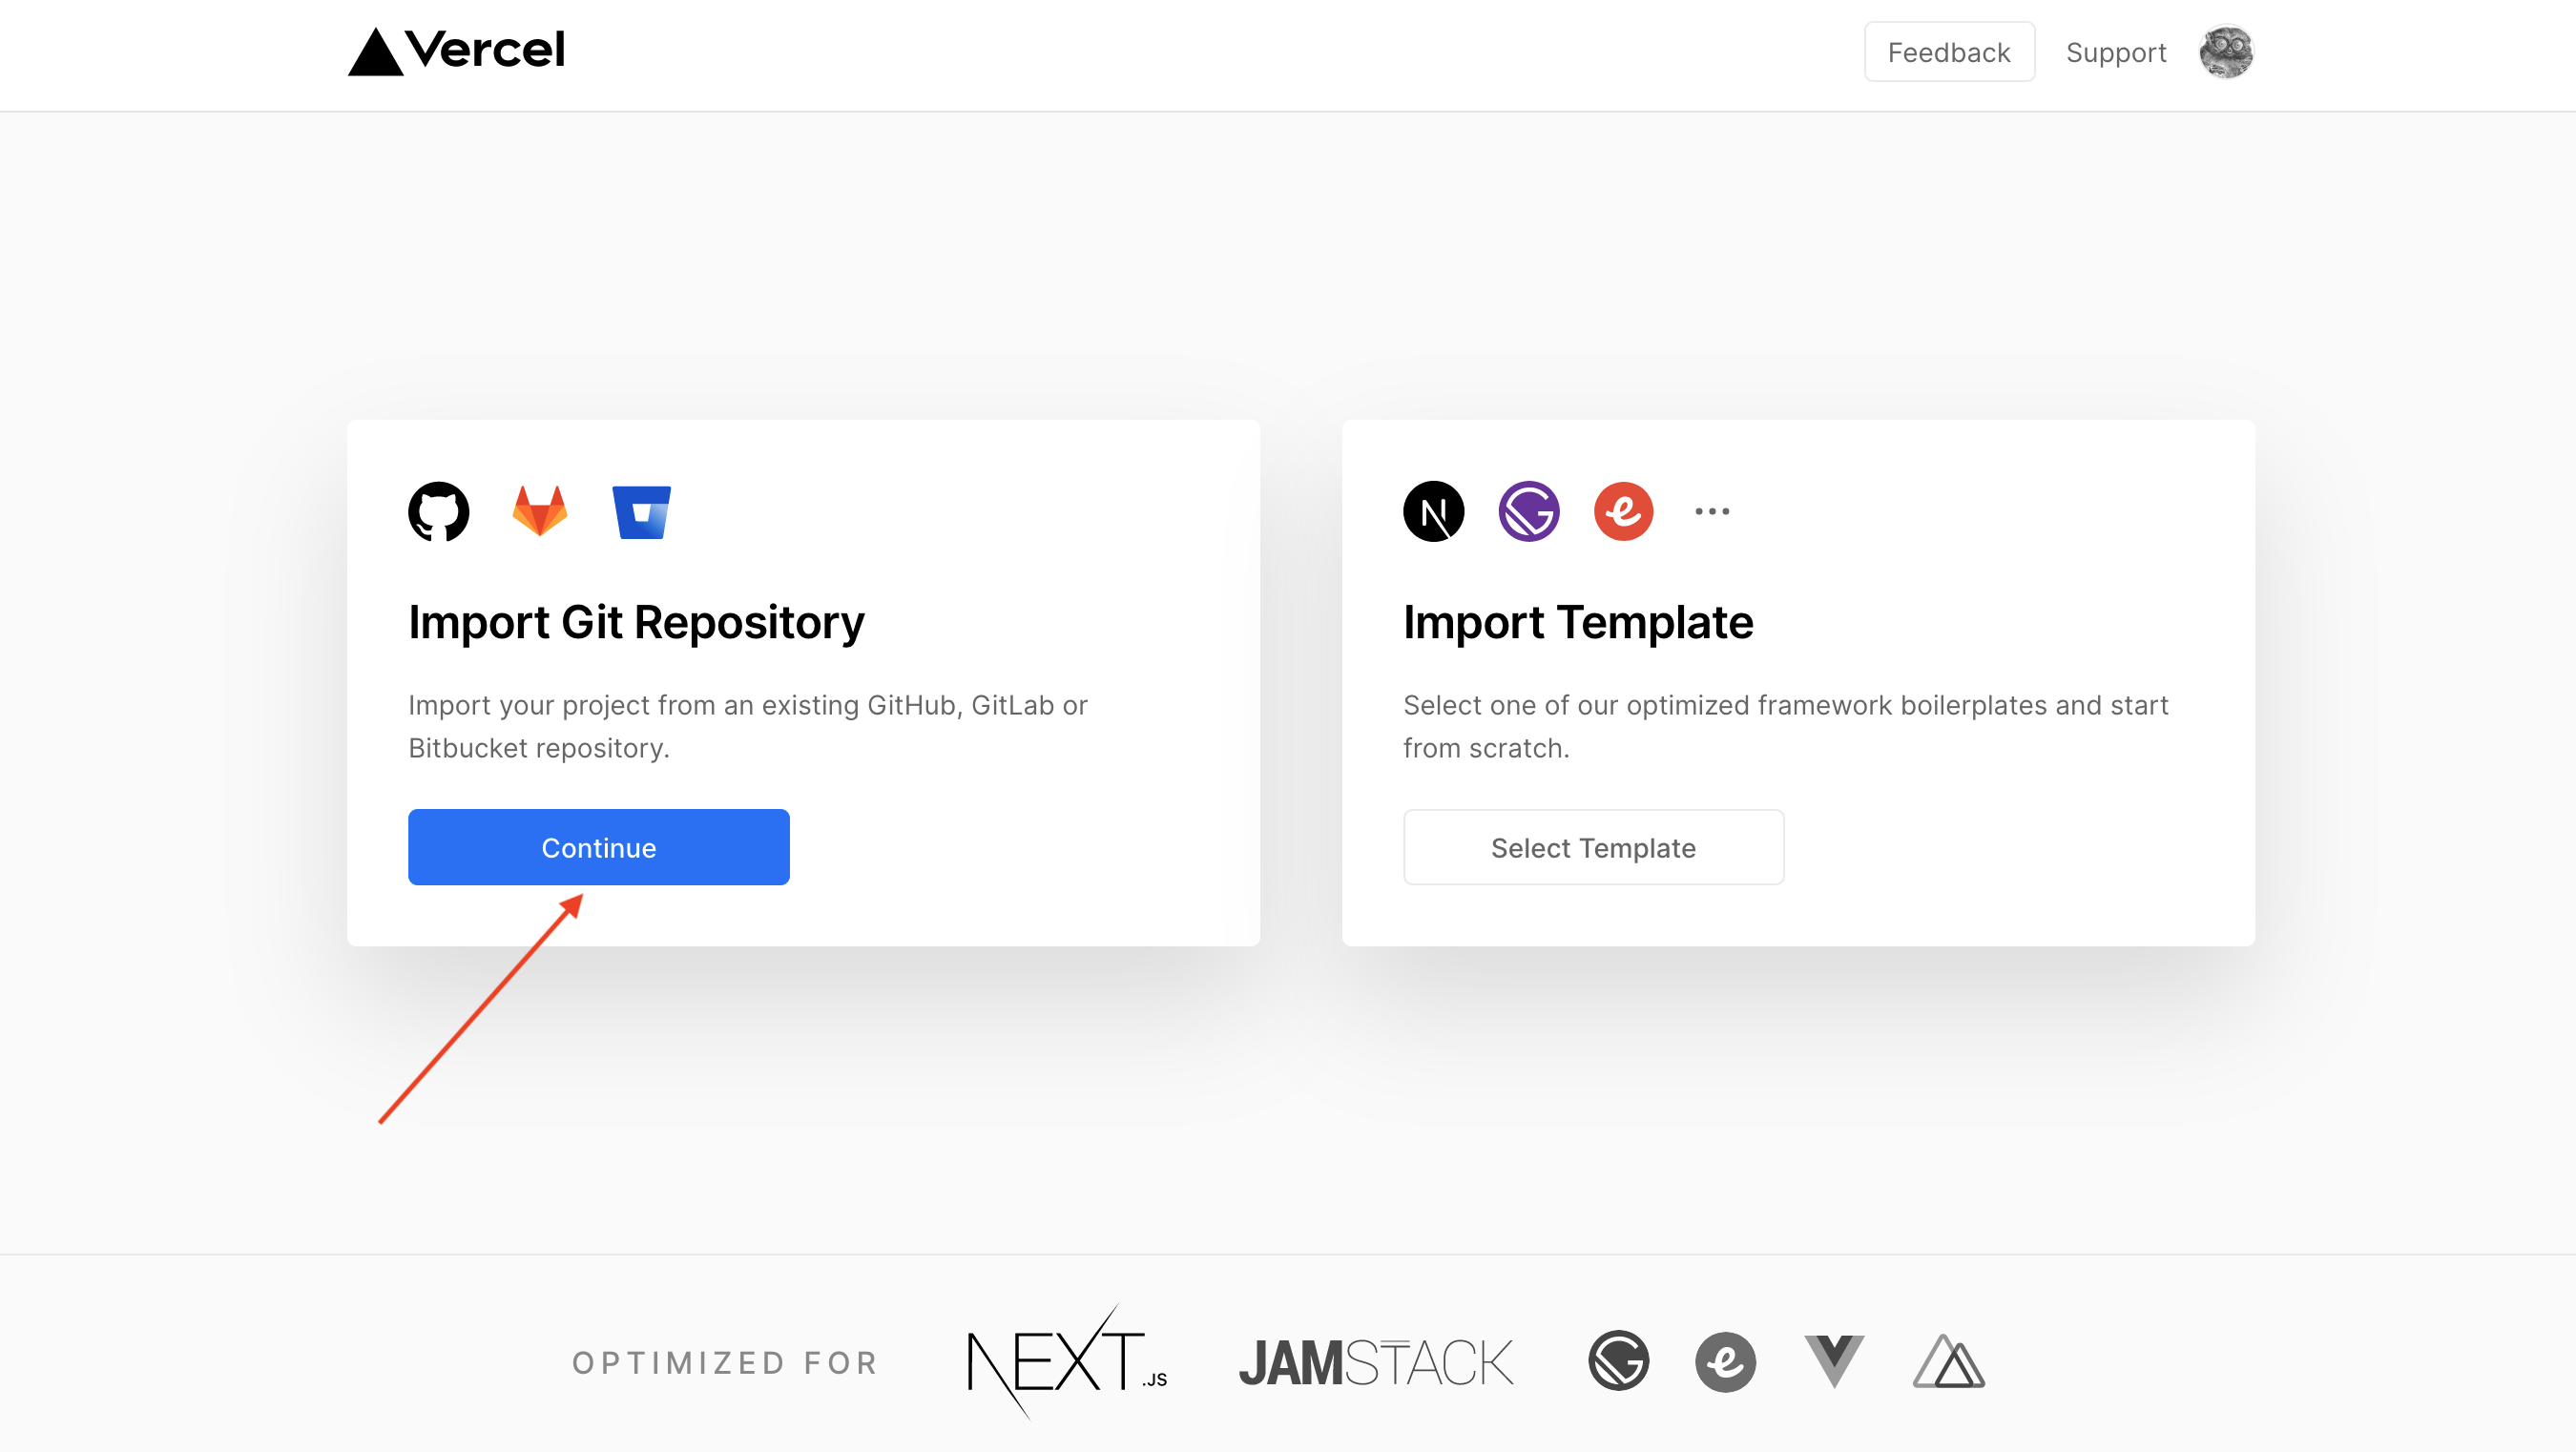 Vercel
Feedback
Support
Import Git Repository
Import your project from an existing GitHub, GitLab or
Bitbucket repository.
Continue
Import Template
Select one of our optimized framework boilerplates and start
from scratch.
Select Template
OPTIMIZED FOR
NEXT.JS
JAMSTACK